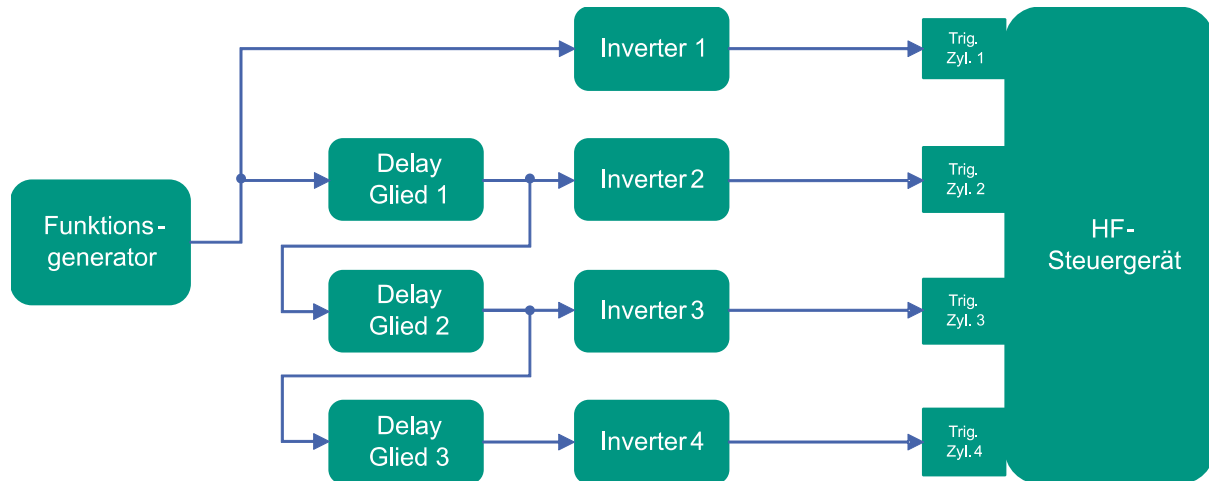 Inverter 1
Trig.
Zyl. 1
Delay
Glied 1
Inverter 2
Trig.
Zyl. 2
Funktions-
generator
HF-
Steuergerät
Delay
Glied 2
Inverter 3
Trig.
Zyl. 3
Delay
Glied 3
Inverter 4
Trig.
Zyl. 4